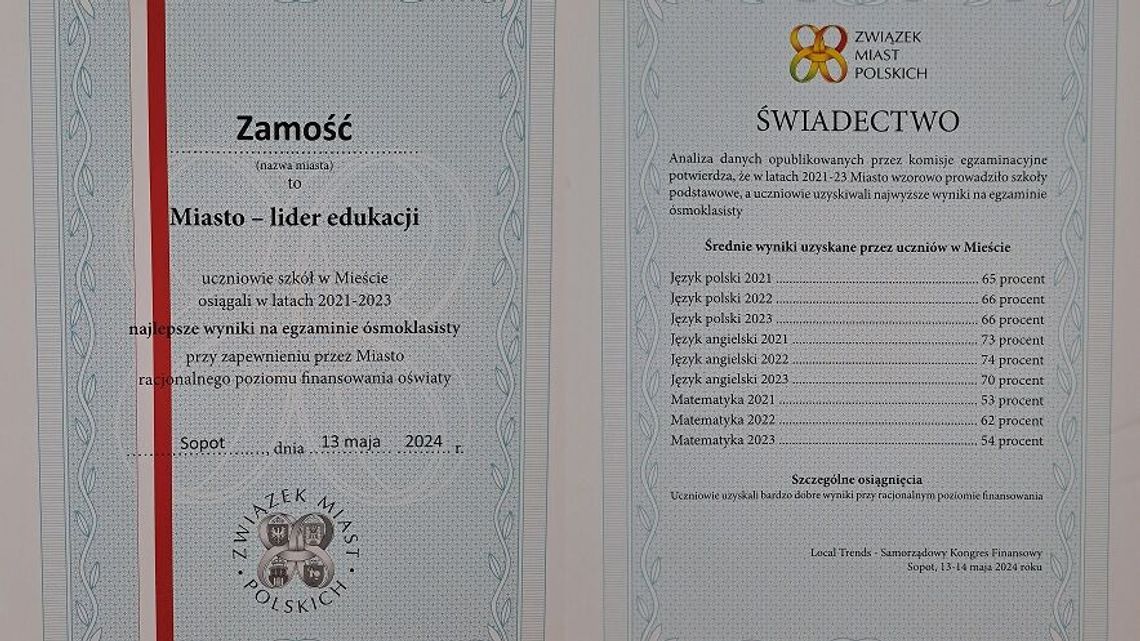 Zamość
(nazwa miasta)
to
Miasto – lider edukacji
uczniowie szkół w Mieście
osiągali w latach 2021-2023
najlepsze wyniki na egzaminie ósmoklasisty
przy zapewnieniu przez Miasto
racjonalnego poziomu finansowania oświaty
Sopot, dnia 13 maja 2024 r.
· ZWIĄZEK MIAST ·
POLSKICH
ZWIĄZEK
MIAST
POLSKICH
ŚWIADECTWO
Analiza danych opublikowanych przez komisje egzaminacyjne
potwierdza, że w latach 2021-23 Miasto wzorowo prowadziło szkoły
podstawowe, a uczniowie uzyskiwali najwyższe wyniki na egzaminie
ósmoklasisty
Średnie wyniki uzyskane przez uczniów w Mieście
Język polski 2021 ........ 65 procent
Język polski 2022 ........ 66 procent
Język polski 2023 ........ 66 procent
Język angielski 2021 ........ 73 procent
Język angielski 2022 ........ 74 procent
Język angielski 2023 ........ 70 procent
Matematyka 2021 ........ 53 procent
Matematyka 2022 ........ 62 procent
Matematyka 2023 ........ 54 procent
Szczególne osiągnięcia
Uczniowie uzyskali bardzo dobre wyniki przy racjonalnym poziomie finansowania
Local Trends - Samorządowy Kongres Finansowy
Sopot, 13-14 maja 2024 roku